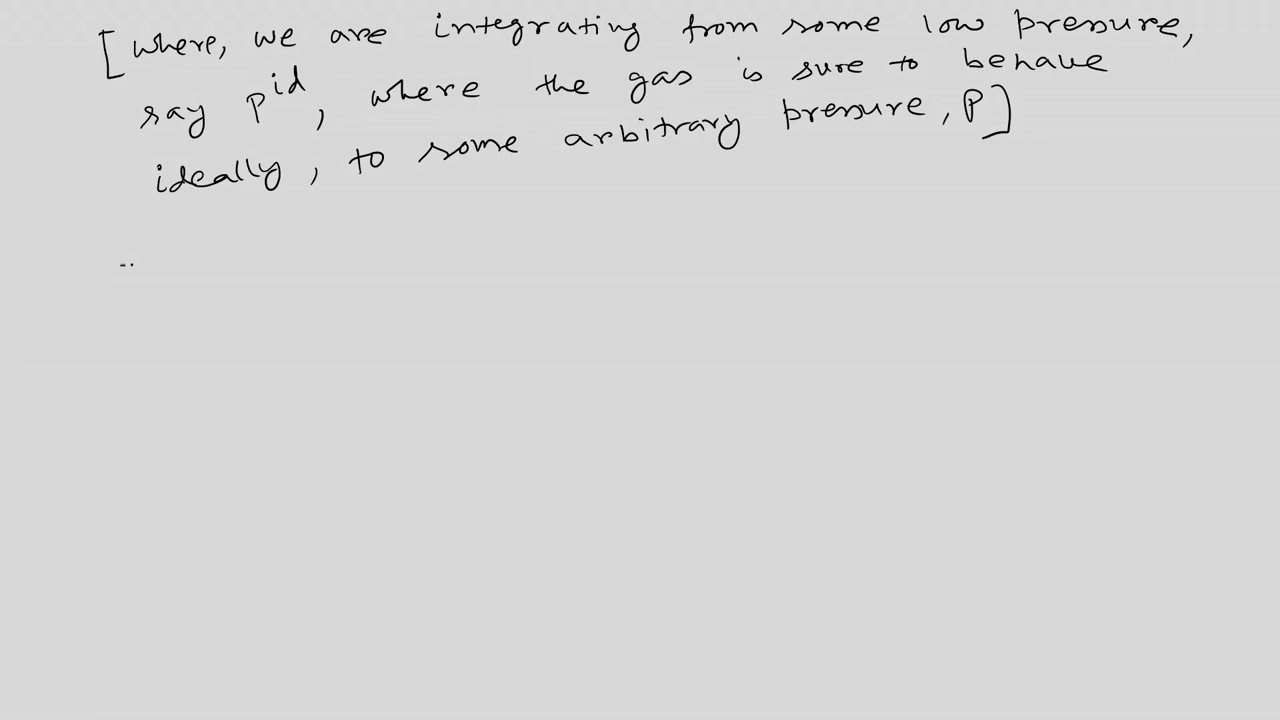 [where, we are integrating from some low pressure,
say P^id, where the gas is sure to behave
ideally, to some arbitrary pressure, P]
..